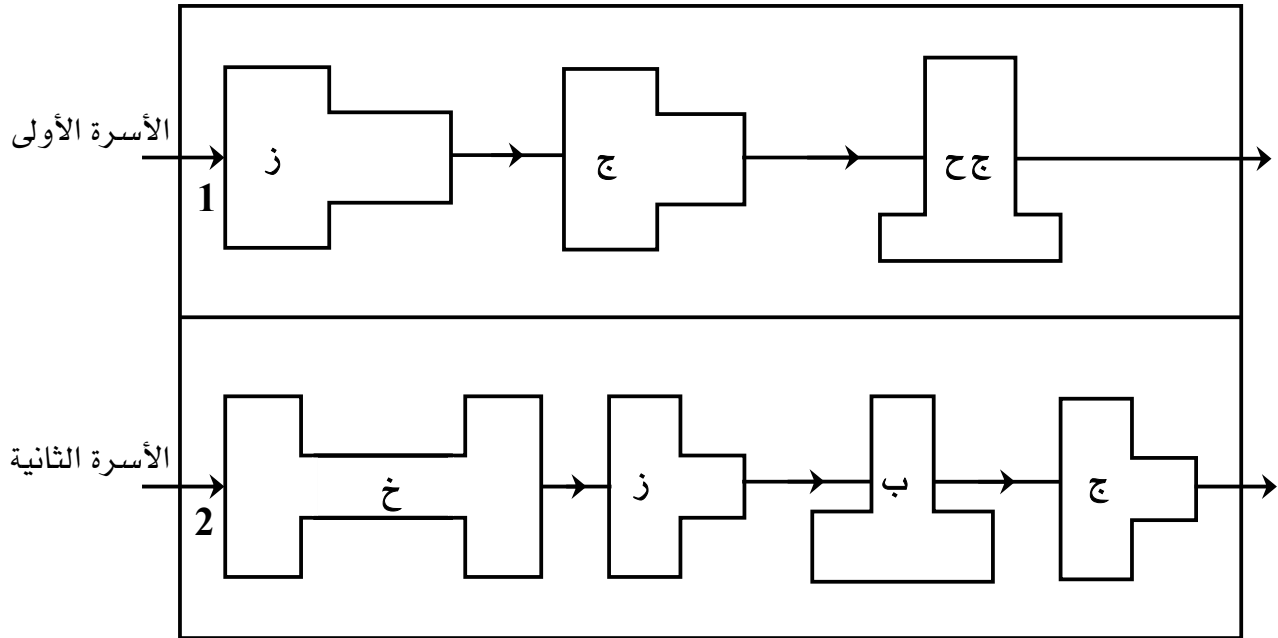 الأسرة الأولى
1
ز
ج
ج ح
الأسرة الثانية
2
خ
ز
ب
ج